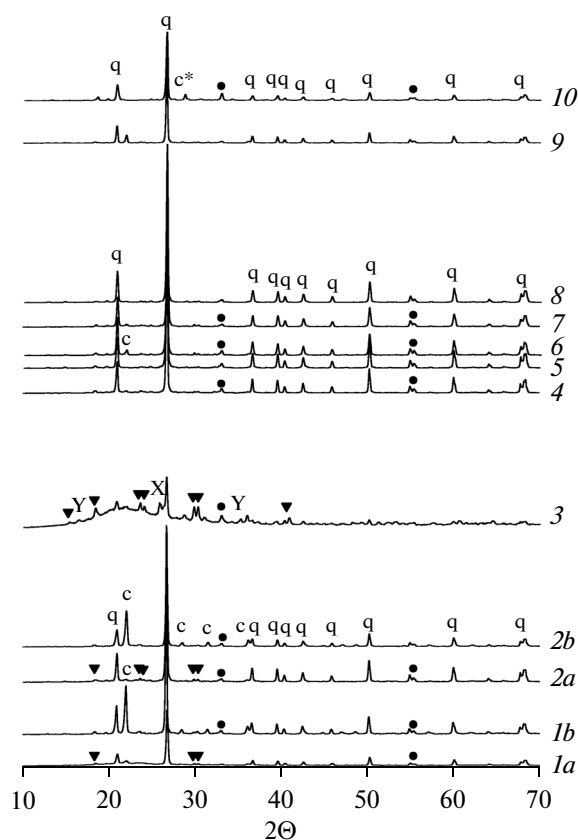 q
q c* q qq q q q q 10
9
q q q q q q q q q 8
7
c 6
5
4
Y X Y 3
q c c c c q q q q q q q 2b
c 2a
1b
1a
10 20 30 40 50 60 70
2Θ